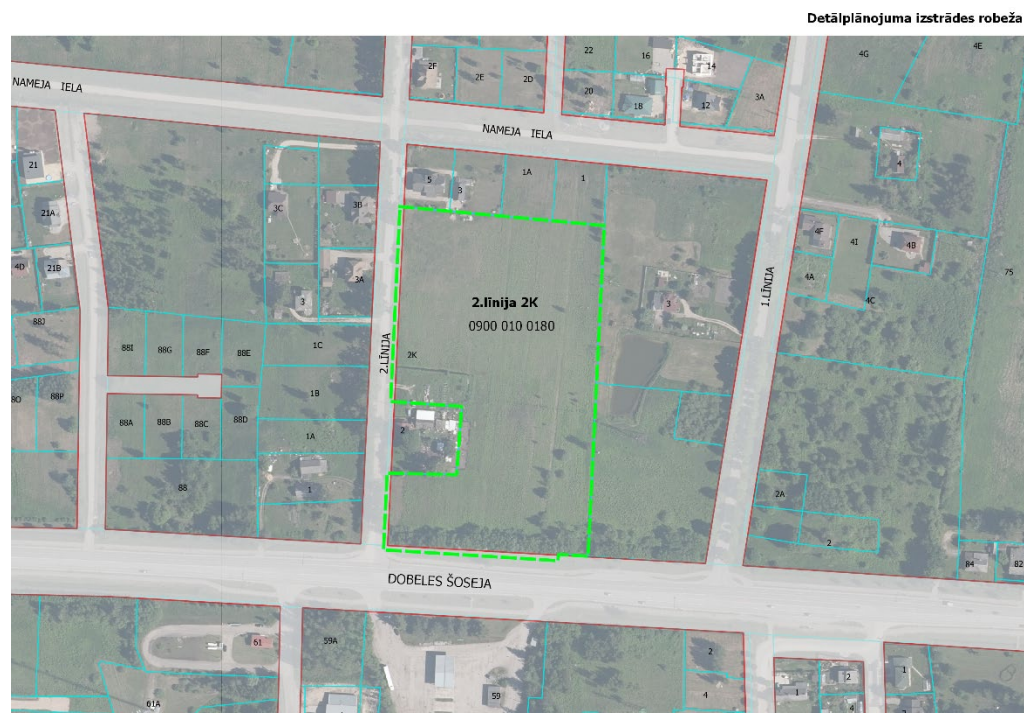 Detālplānojuma izstrādes robeža
4E
4G
22
16
14
2F
2E
2D
20
18
12
3A
NAMEJA IELA
NAMEJA IELA
21
4
5
3
1A
1
3C
3B
21A
4F
4I
4B
4D
21B
3A
4A
4C
75
3
2.līnija 2K
0900 010 0180
3
1.LĪNIJA
88J
88I
88G
88F
88E
1C
2.LĪNIJA
2K
8O
88P
1B
88A
88B
88C
88D
1A
2
88
1
2A
2
84
82
DOBELES ŠOSEJA
61
59A
2
1
2
1
59
4
4
61A